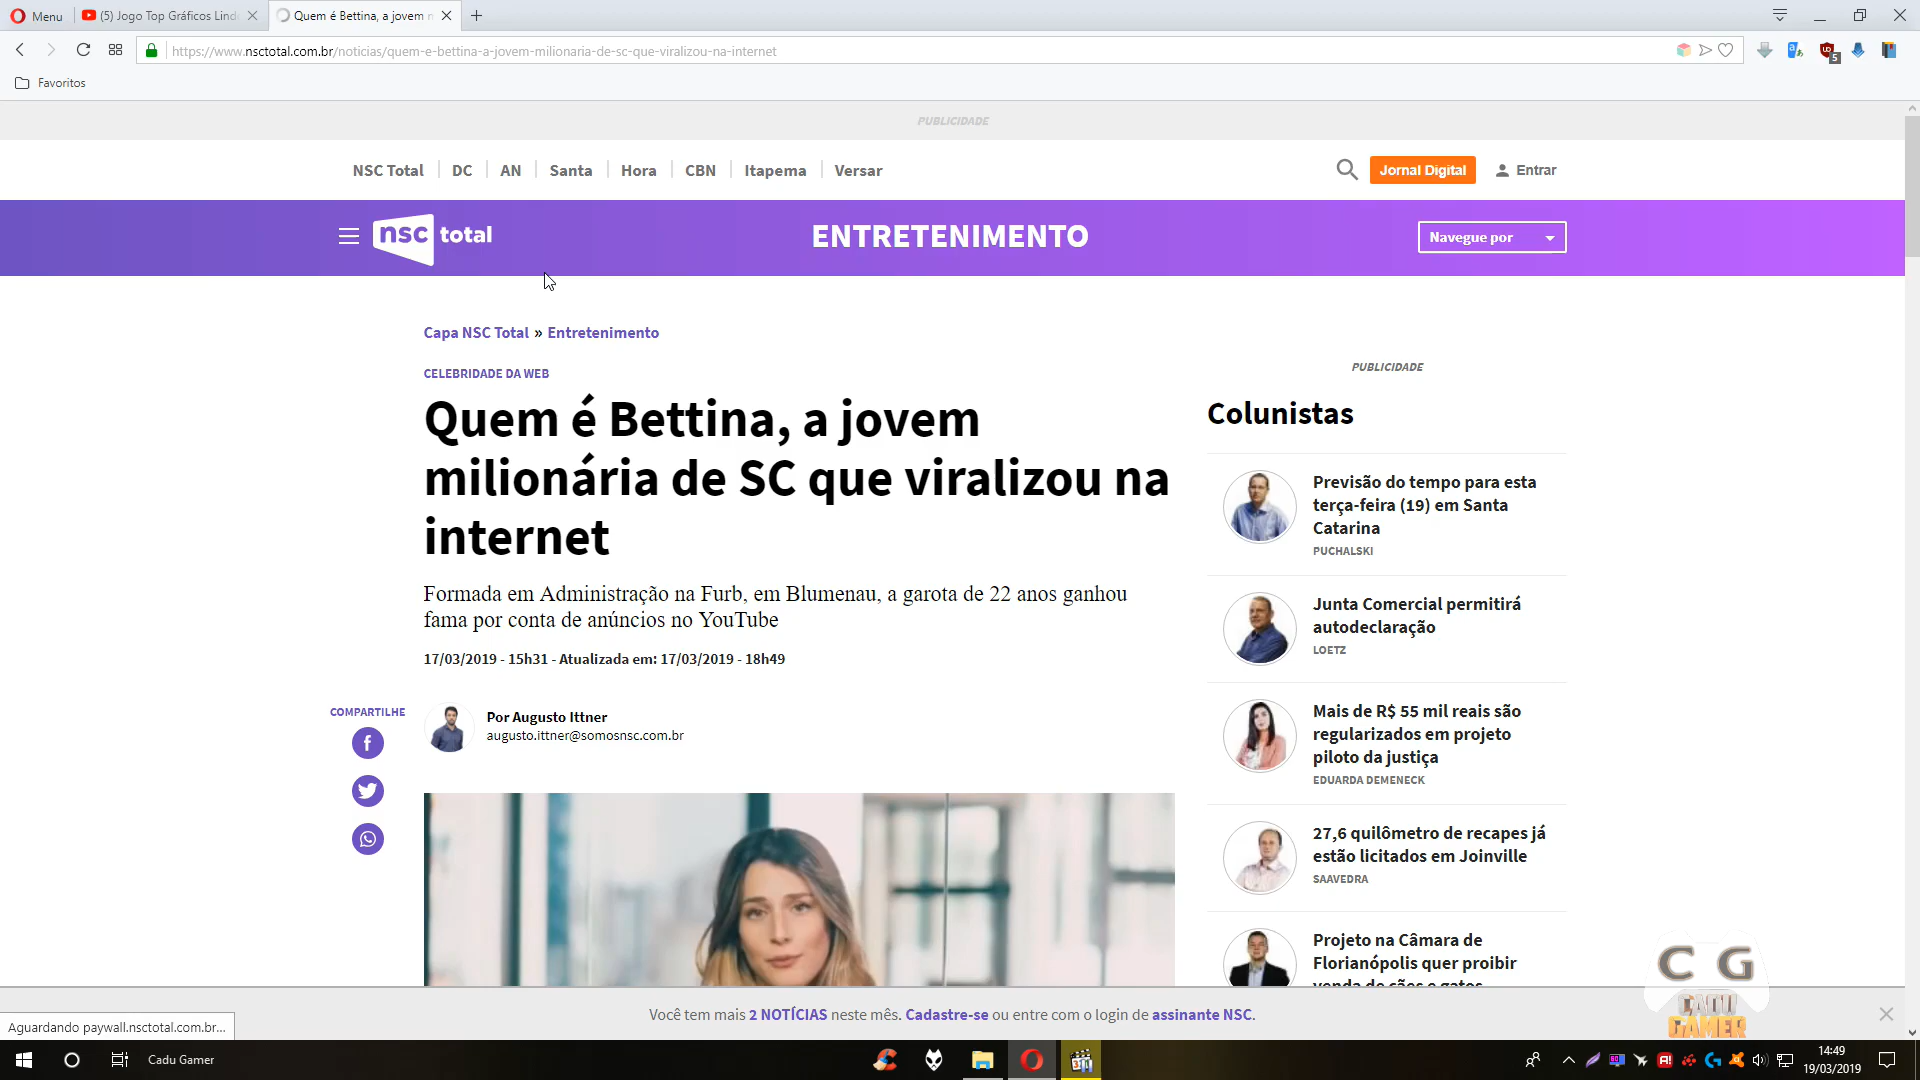 Menu
(5) Jogo Top Gráficos Lind
Quem é Bettina, a jovem
https://www.nsctotal.com.br/noticias/quem-e-bettina-a-jovem-milionaria-de-sc-que-viralizou-na-internet
5
Favoritos
PUBLICIDADE
NSC Total
DC
AN
Santa
Hora
CBN
Itapema
Versar
Jornal Digital
Entrar
nsc total
ENTRETENIMENTO
Navegue por
Capa NSC Total » Entretenimento
CELEBRIDADE DA WEB
Quem é Bettina, a jovem
milionária de SC que viralizou na
internet
Formada em Administração na Furb, em Blumenau, a garota de 22 anos ganhou
fama por conta de anúncios no YouTube
17/03/2019 - 15h31 - Atualizada em: 17/03/2019 - 18h49
COMPARTILHE
Por Augusto Ittner
augusto.ittner@somosnsc.com.br
PUBLICIDADE
Colunistas
Previsão do tempo para esta
terça-feira (19) em Santa
Catarina
PUCHALSKI
Junta Comercial permitirá
autodeclaração
LOETZ
Mais de R$ 55 mil reais são
regularizados em projeto
piloto da justiça
EDUARDA DEMENECK
27,6 quilômetro de recapes já
estão licitados em Joinville
SAAVEDRA
Projeto na Câmara de
Florianópolis quer proibir
venda de cães e gatos
C G
CADU
GAMER
Você tem mais 2 NOTÍCIAS neste mês. Cadastre-se ou entre com o login de assinante NSC.
Aguardando paywall.nsctotal.com.br...
Cadu Gamer
14:49
19/03/2019